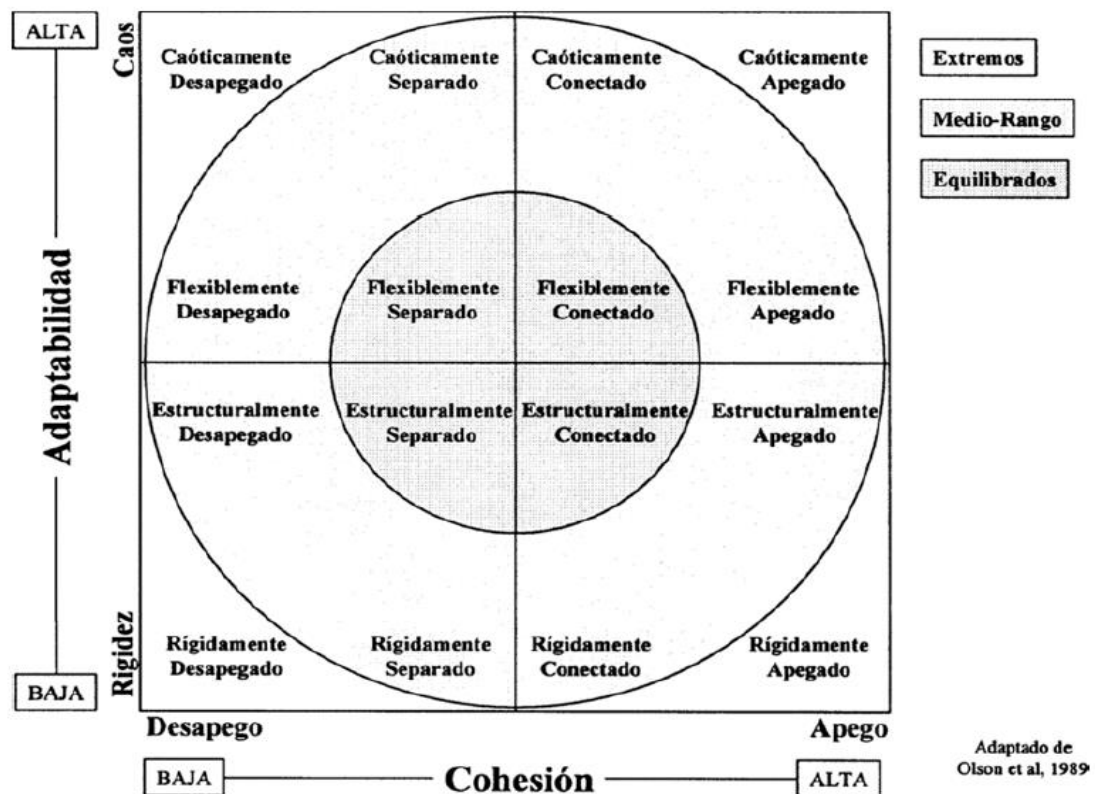 ALTA
Caos
Caóticamente
Desapegado
Caóticamente
Separado
Caóticamente
Conectado
Caóticamente
Apegado
Extremos
Medio-Rango
Equilibrados
Adaptabilidad
Flexiblemente
Desapegado
Flexiblemente
Separado
Flexiblemente
Conectado
Flexiblemente
Apegado
Estructuralmente
Desapegado
Estructuralmente
Separado
Estructuralmente
Conectado
Estructuralmente
Apegado
Rígidamente
Desapegado
Rígidamente
Separado
Rígidamente
Conectado
Rígidamente
Apegado
Rigidez
BAJA
Desapego
Apego
BAJA
Cohesión
ALTA
Adaptado de
Olson et al, 1989